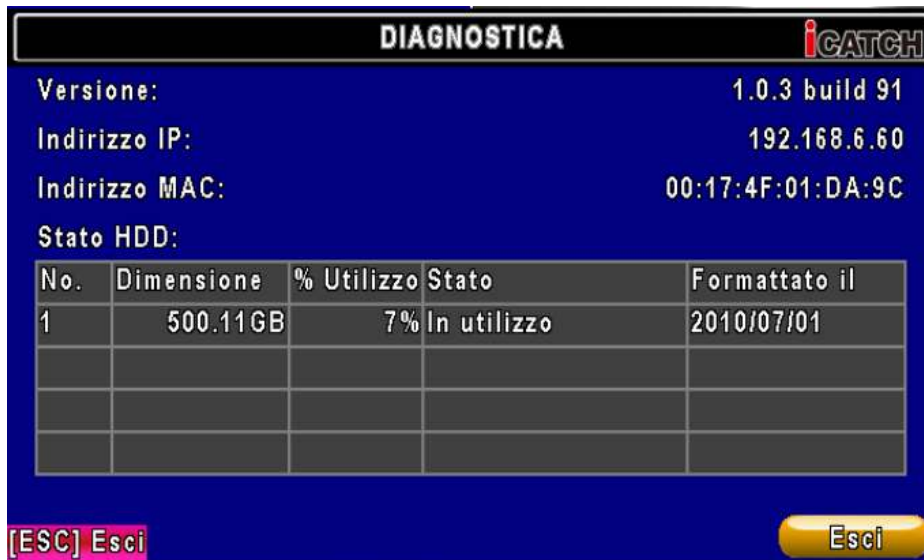 DIAGNOSTICA
iCATCH
Versione: 1.0.3 build 91
Indirizzo IP: 192.168.6.60
Indirizzo MAC: 00:17:4F:01:DA:9C
Stato HDD:
No. Dimensione % Utilizzo Stato Formattato il
1 500.11GB 7% In utilizzo 2010/07/01
[ESC] Esci Esci